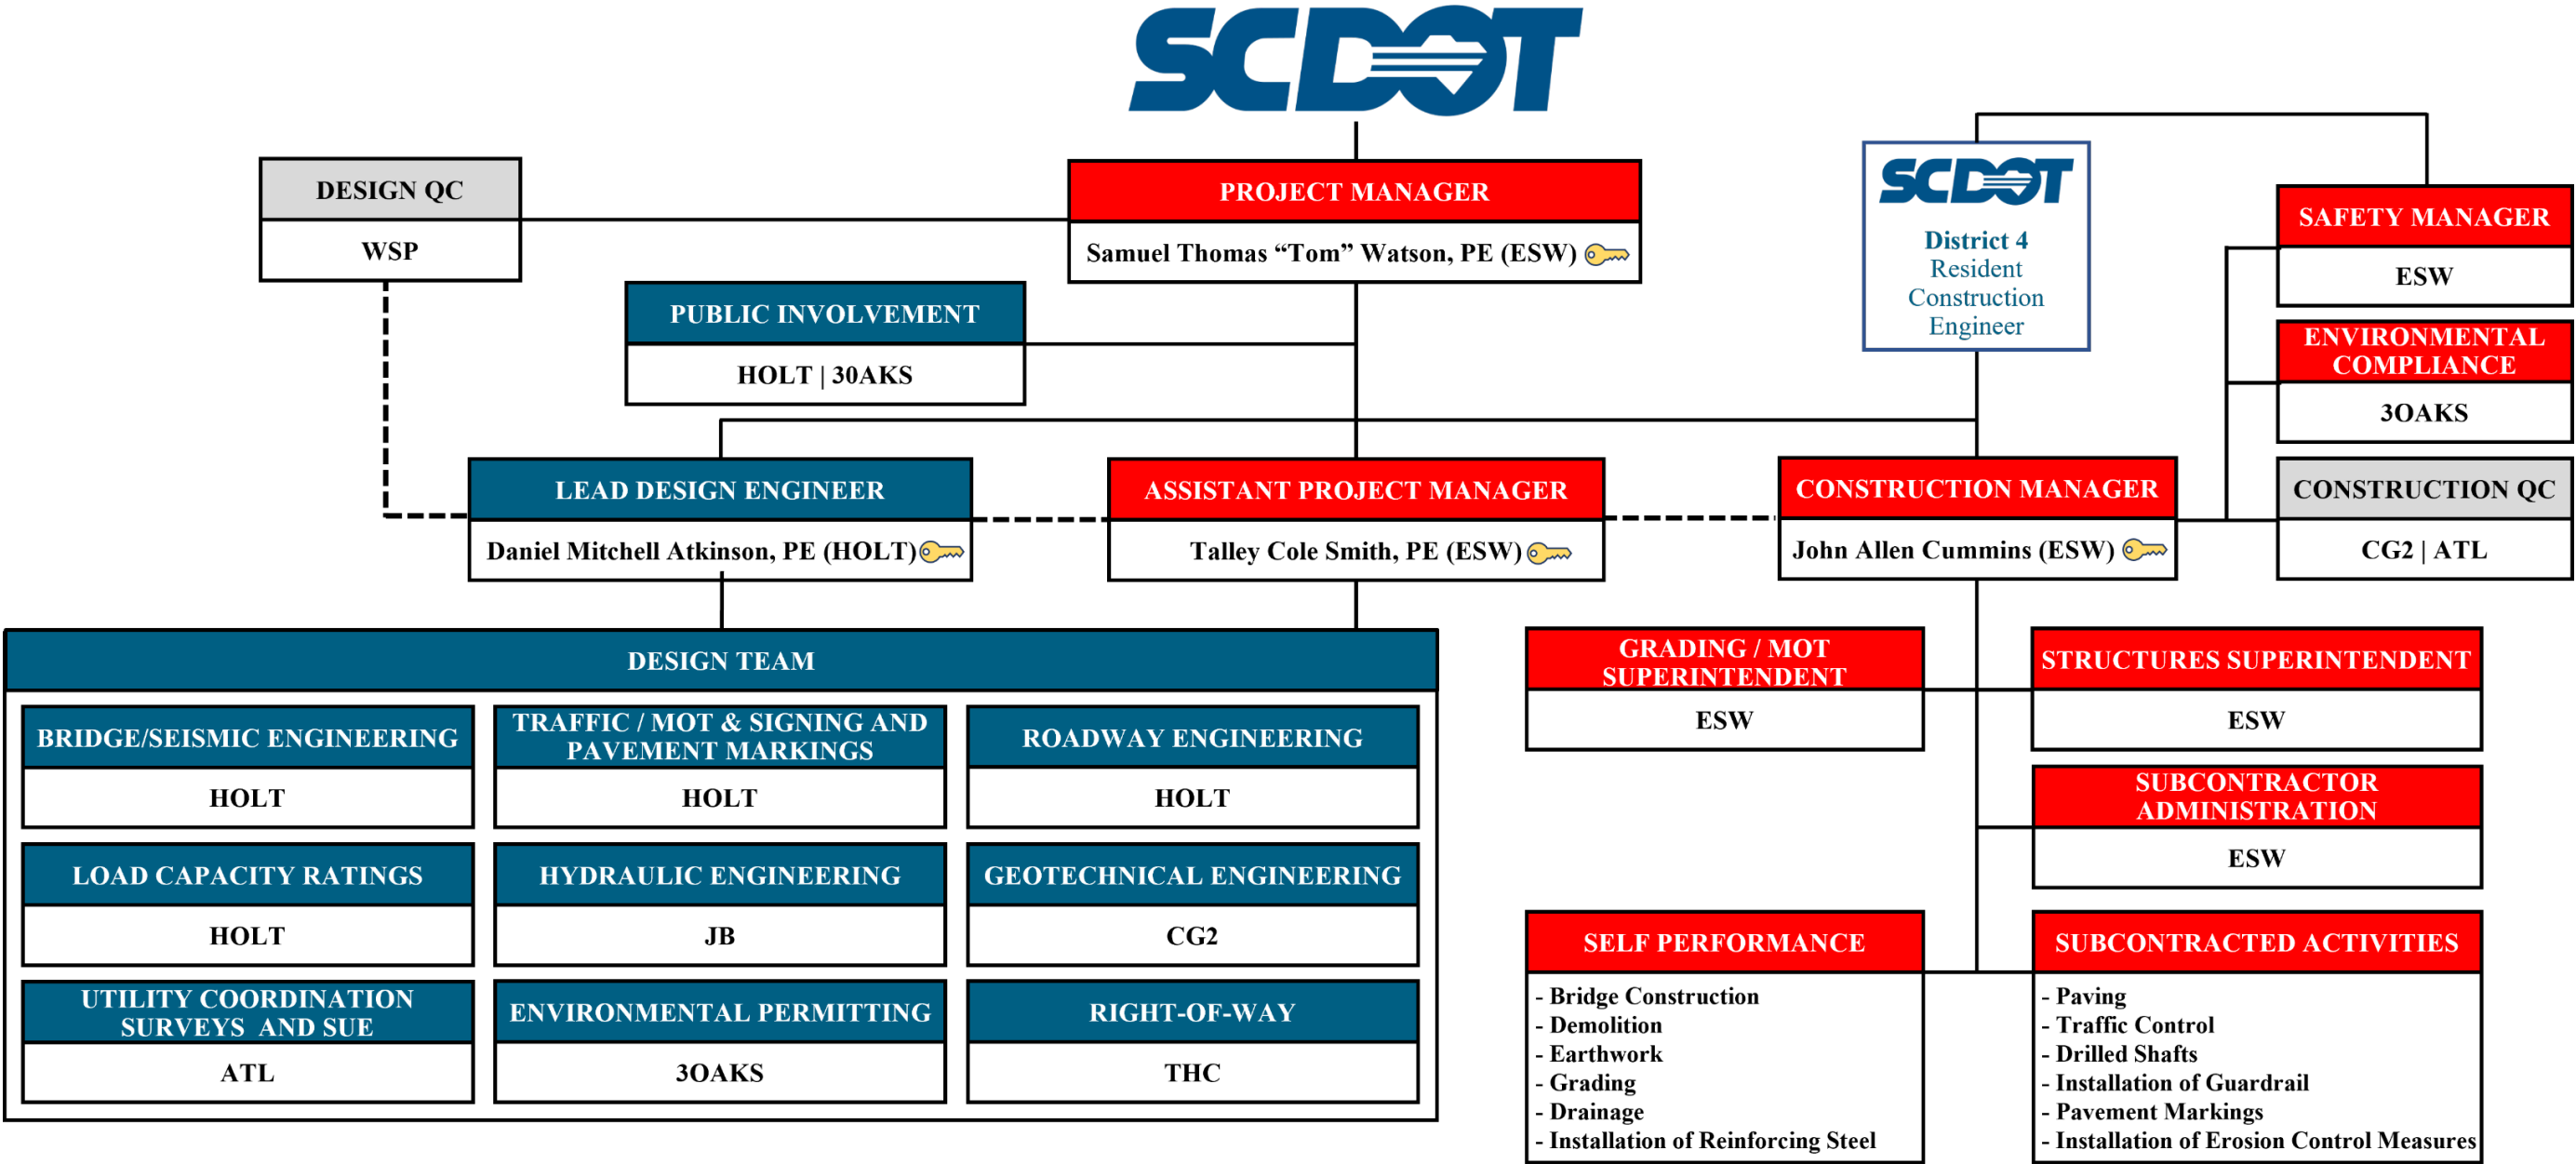 SCDOT
DESIGN QC
WSP
PROJECT MANAGER
Samuel Thomas “Tom” Watson, PE (ESW)
SCDOT
District 4
Resident
Construction
Engineer
SAFETY MANAGER
ESW
PUBLIC INVOLVEMENT
HOLT | 30AKS
ENVIRONMENTAL
COMPLIANCE
3OAKS
LEAD DESIGN ENGINEER
Daniel Mitchell Atkinson, PE (HOLT)
ASSISTANT PROJECT MANAGER
Talley Cole Smith, PE (ESW)
CONSTRUCTION MANAGER
John Allen Cummins (ESW)
CONSTRUCTION QC
CG2 | ATL
DESIGN TEAM
BRIDGE/SEISMIC ENGINEERING
HOLT
TRAFFIC / MOT & SIGNING AND
PAVEMENT MARKINGS
HOLT
ROADWAY ENGINEERING
HOLT
LOAD CAPACITY RATINGS
HOLT
HYDRAULIC ENGINEERING
JB
GEOTECHNICAL ENGINEERING
CG2
UTILITY COORDINATION
SURVEYS AND SUE
ATL
ENVIRONMENTAL PERMITTING
3OAKS
RIGHT-OF-WAY
THC
GRADING / MOT
SUPERINTENDENT
ESW
STRUCTURES SUPERINTENDENT
ESW
SUBCONTRACTOR
ADMINISTRATION
ESW
SELF PERFORMANCE
- Bridge Construction
- Demolition
- Earthwork
- Grading
- Drainage
- Installation of Reinforcing Steel
SUBCONTRACTED ACTIVITIES
- Paving
- Traffic Control
- Drilled Shafts
- Installation of Guardrail
- Pavement Markings
- Installation of Erosion Control Measures